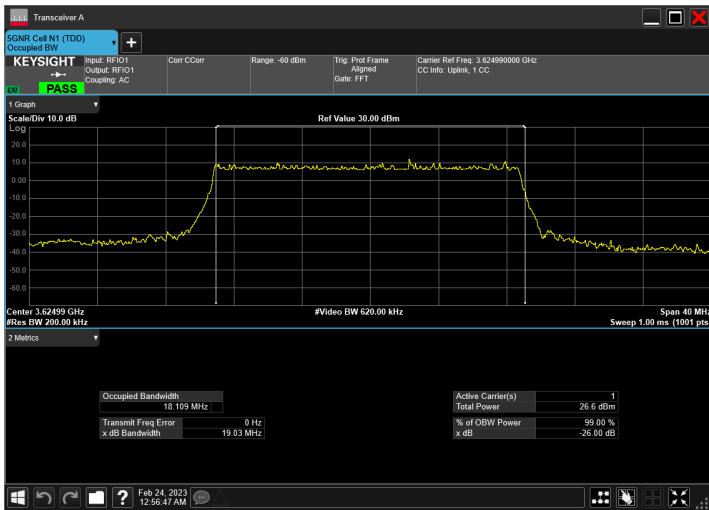 Transceiver A
5GNR Cell N1 (TDD)
Occupied BW
KEYSIGHT
LXI
PASS
Input: RFIO1
Output: RFIO1
Coupling: AC
Corr CCorr
Range: -60 dBm
Trig: Prot Frame
Aligned
Gate: FFT
Carrier Ref Freq: 3.624990000 GHz
CC Info: Uplink, 1 CC
1 Graph
Scale/Div 10.0 dB
Ref Value 30.00 dBm
Log
20.0
10.0
0.00
-10.0
-20.0
-30.0
-40.0
-50.0
-60.0
Center 3.62499 GHz
#Video BW 620.00 kHz
Span 40 MHz
#Res BW 200.00 kHz
Sweep 1.00 ms (1001 pts
2 Metrics
Occupied Bandwidth
18.109 MHz
Transmit Freq Error 0 Hz
x dB Bandwidth 19.03 MHz
Active Carrier(s) 1
Total Power 26.6 dBm
% of OBW Power 99.00 %
x dB -26.00 dB
?
Feb 24, 2023
12:56:47 AM